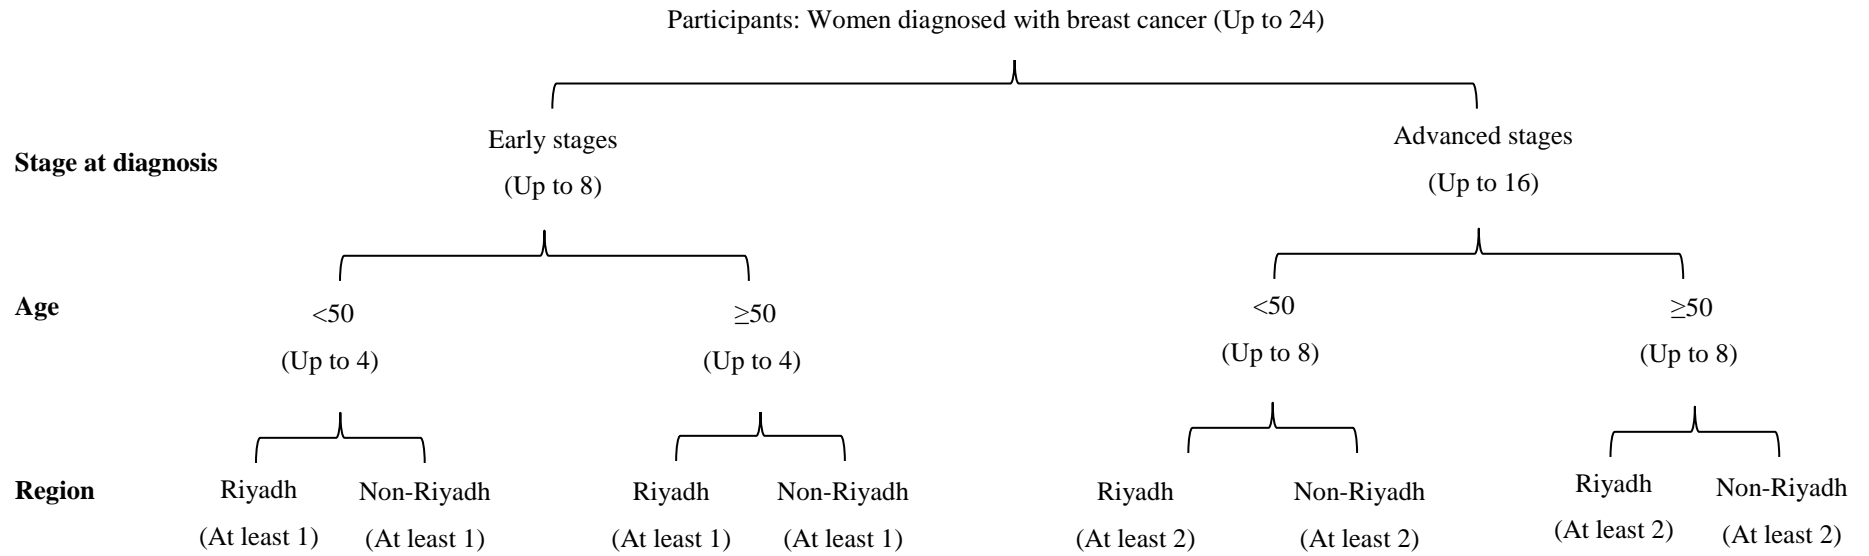 Participants: Women diagnosed with breast cancer (Up to 24)
Stage at diagnosis
Early stages
(Up to 8)
Advanced stages
(Up to 16)
Age
<50
(Up to 4)
≥50
(Up to 4)
<50
(Up to 8)
≥50
(Up to 8)
Region
Riyadh
(At least 1)
Non-Riyadh
(At least 1)
Riyadh
(At least 1)
Non-Riyadh
(At least 1)
Riyadh
(At least 2)
Non-Riyadh
(At least 2)
Riyadh
(At least 2)
Non-Riyadh
(At least 2)